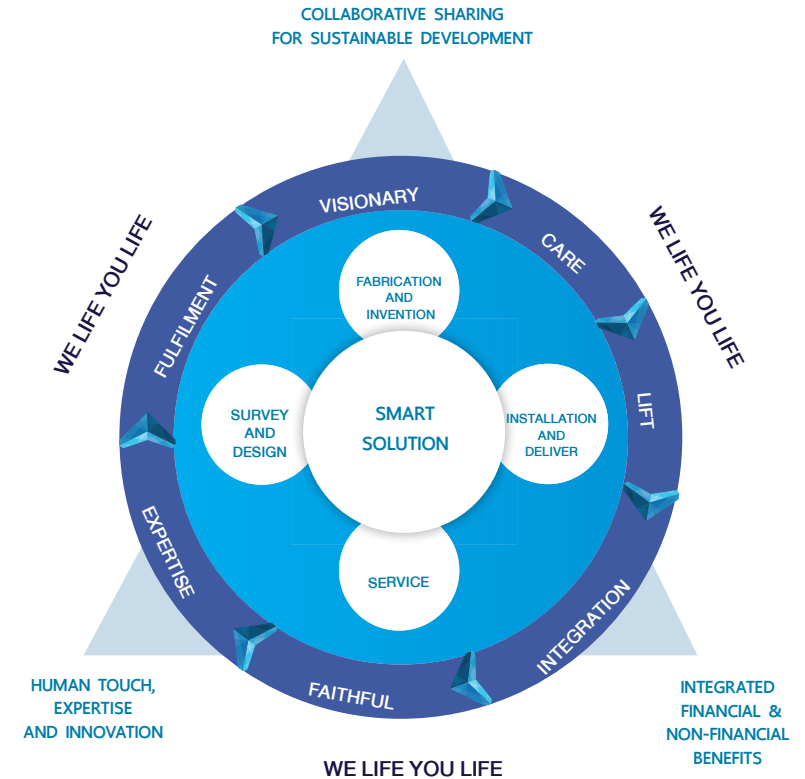 COLLABORATIVE SHARING
FOR SUSTAINABLE DEVELOPMENT
VISIONARY
CARE
LIFT
INTEGRATION
FAITHFUL
EXPERTISE
FULFILMENT
WE LIFE YOU LIFE
WE LIFE YOU LIFE
FABRICATION
AND
INVENTION
SURVEY
AND
DESIGN
SMART
SOLUTION
INSTALLATION
AND
DELIVER
SERVICE
HUMAN TOUCH,
EXPERTISE
AND INNOVATION
INTEGRATED
FINANCIAL &
NON-FINANCIAL
BENEFITS
WE LIFE YOU LIFE